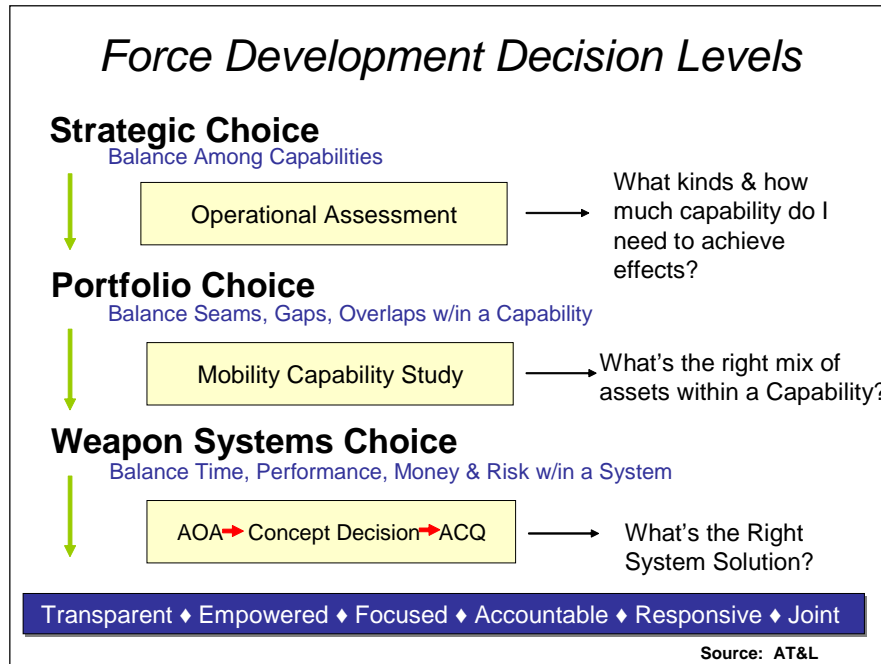 Force Development Decision Levels
Strategic Choice
Balance Among Capabilities
Operational Assessment
What kinds & how
much capability do I
need to achieve
effects?
Portfolio Choice
Balance Seams, Gaps, Overlaps w/in a Capability
Mobility Capability Study
What's the right mix of
assets within a Capability?
Weapon Systems Choice
Balance Time, Performance, Money & Risk w/in a System
AOA Concept Decision ACQ
What's the Right
System Solution?
Transparent ♦ Empowered ♦ Focused ♦ Accountable ♦ Responsive ♦ Joint
Source: AT&L